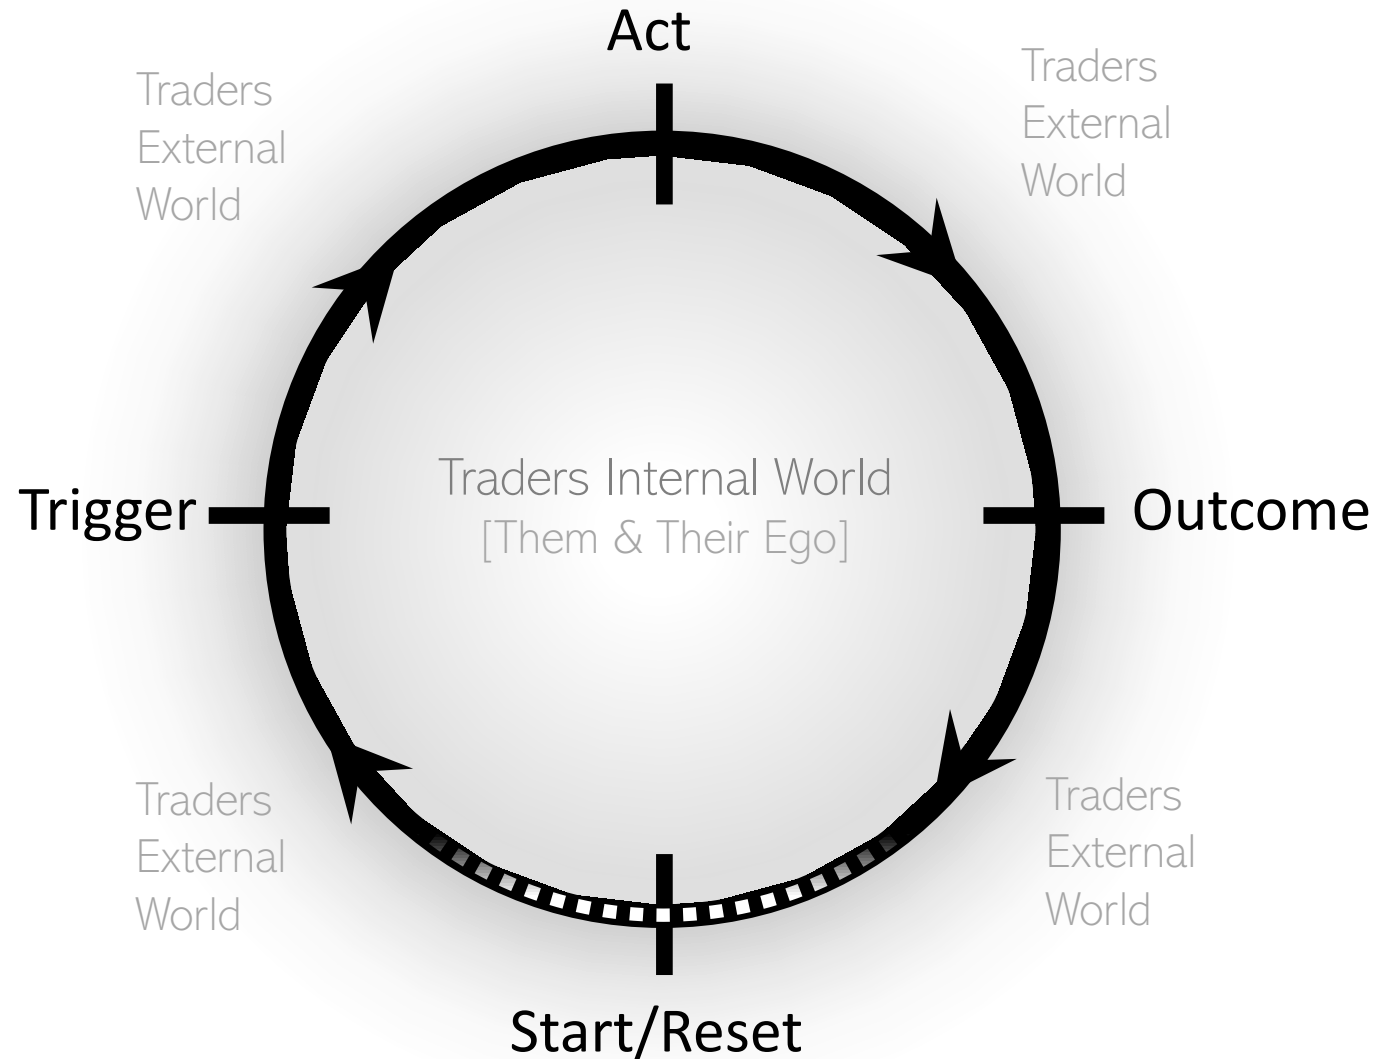 Act
Traders
External
World
Traders
External
World
Traders Internal World
[Them & Their Ego]
Trigger
Outcome
Traders
External
World
Traders
External
World
Start/Reset